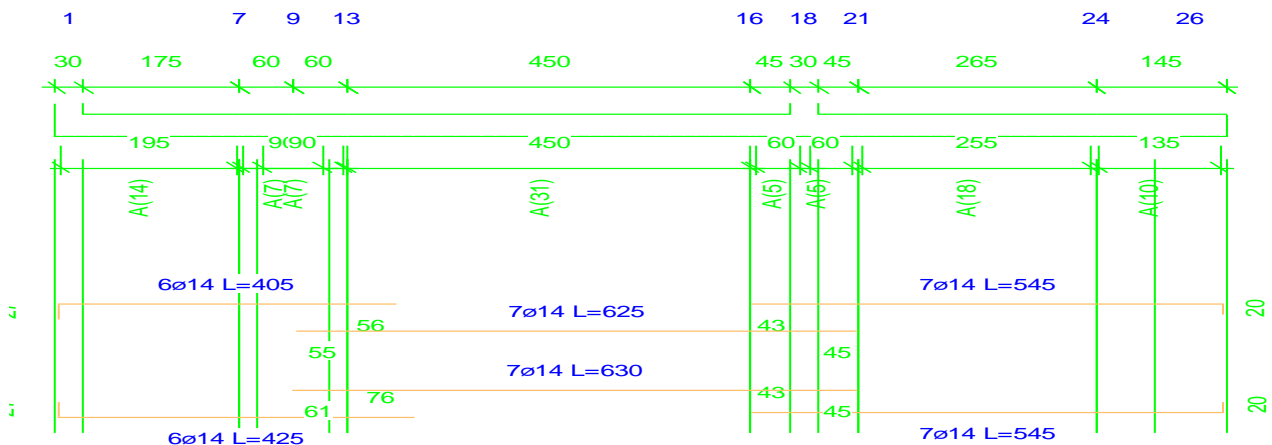 1 7 9 13 16 18 21 24 26
30 175 60 60 450 45 30 45 265 145
195 90 90 450 60 60 255 135
A(14) A(7) A(7) A(31) A(5) A(5) A(18) A(10)
6ø14 L=405 7ø14 L=545
7ø14 L=625
20
56 43
55 45
7ø14 L=630
76 43
61 45 20
6ø14 L=425 7ø14 L=545